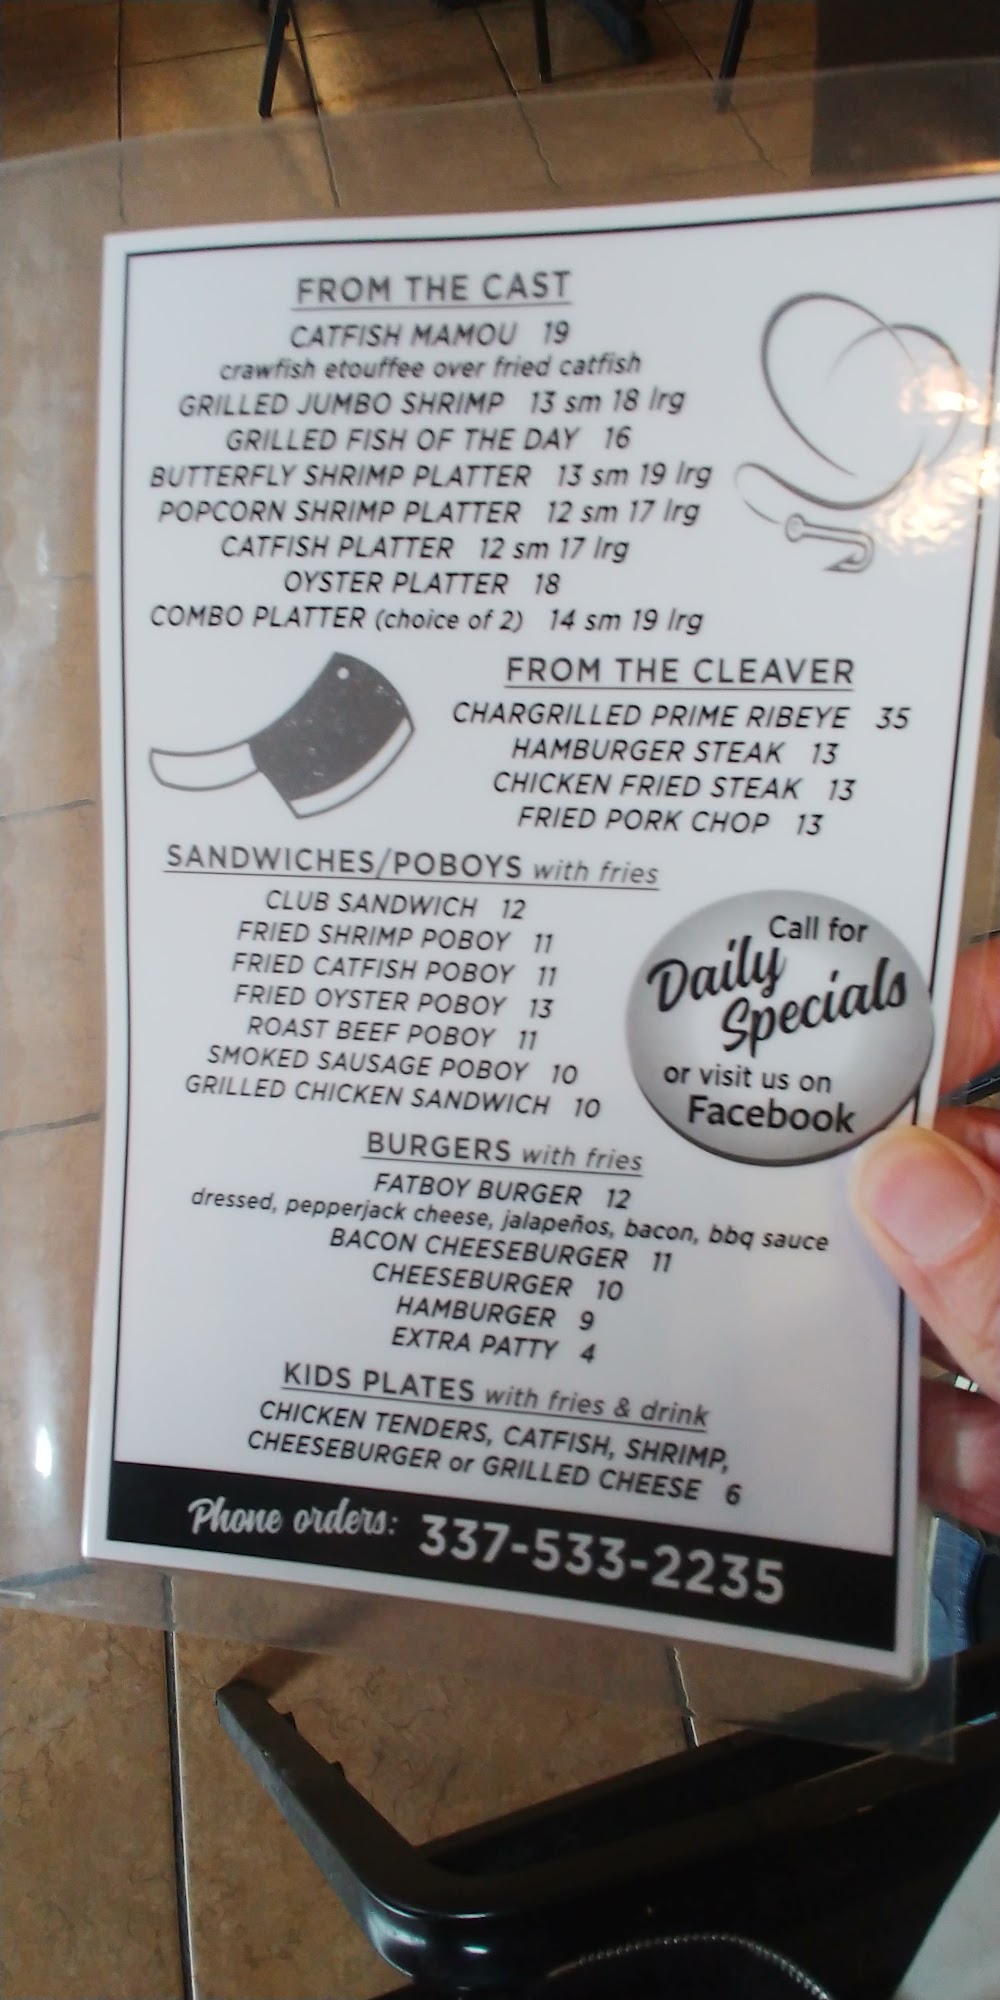 FROM THE CAST
CATFISH MAMOU 19
crawfish etouffee over fried catfish
GRILLED JUMBO SHRIMP 13 sm 18 lrg
GRILLED FISH OF THE DAY 16
BUTTERFLY SHRIMP PLATTER 13 sm 19 lrg
POPCORN SHRIMP PLATTER 12 sm 17 lrg
CATFISH PLATTER 12 sm 17 lrg
OYSTER PLATTER 18
COMBO PLATTER (choice of 2) 14 sm 19 lrg
FROM THE CLEAVER
CHARGRILLED PRIME RIBEYE 35
HAMBURGER STEAK 13
CHICKEN FRIED STEAK 13
FRIED PORK CHOP 13
SANDWICHES/POBOYS with fries
CLUB SANDWICH 12
FRIED SHRIMP POBOY 11
FRIED CATFISH POBOY 11
FRIED OYSTER POBOY 13
ROAST BEEF POBOY 11
SMOKED SAUSAGE POBOY 10
GRILLED CHICKEN SANDWICH 10
Call for
Daily
Specials
or visit us on
Facebook
BURGERS with fries
FATBOY BURGER 12
dressed, pepperjack cheese, jalapeños, bacon, bbq sauce
BACON CHEESEBURGER 11
CHEESEBURGER 10
HAMBURGER 9
EXTRA PATTY 4
KIDS PLATES with fries & drink
CHICKEN TENDERS, CATFISH, SHRIMP,
CHEESEBURGER or GRILLED CHEESE 6
Phone orders: 337-533-2235